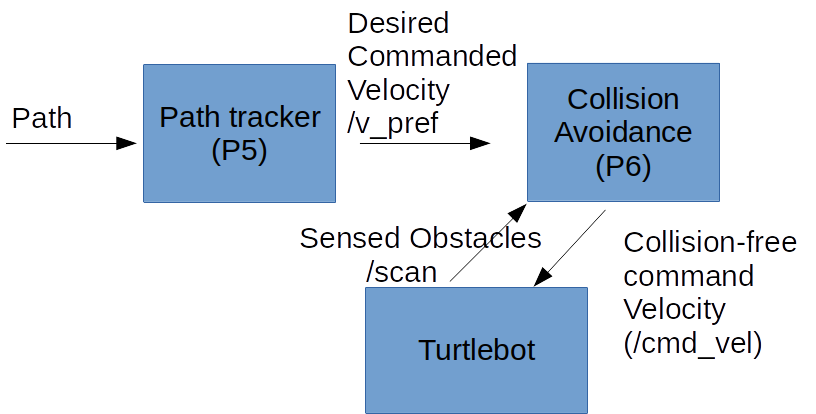 Path
Path tracker
(P5)
Desired
Commanded
Velocity
/v_pref
Collision
Avoidance
(P6)
Sensed Obstacles
/scan
Collision-free
command
Velocity
(/cmd_vel)
Turtlebot